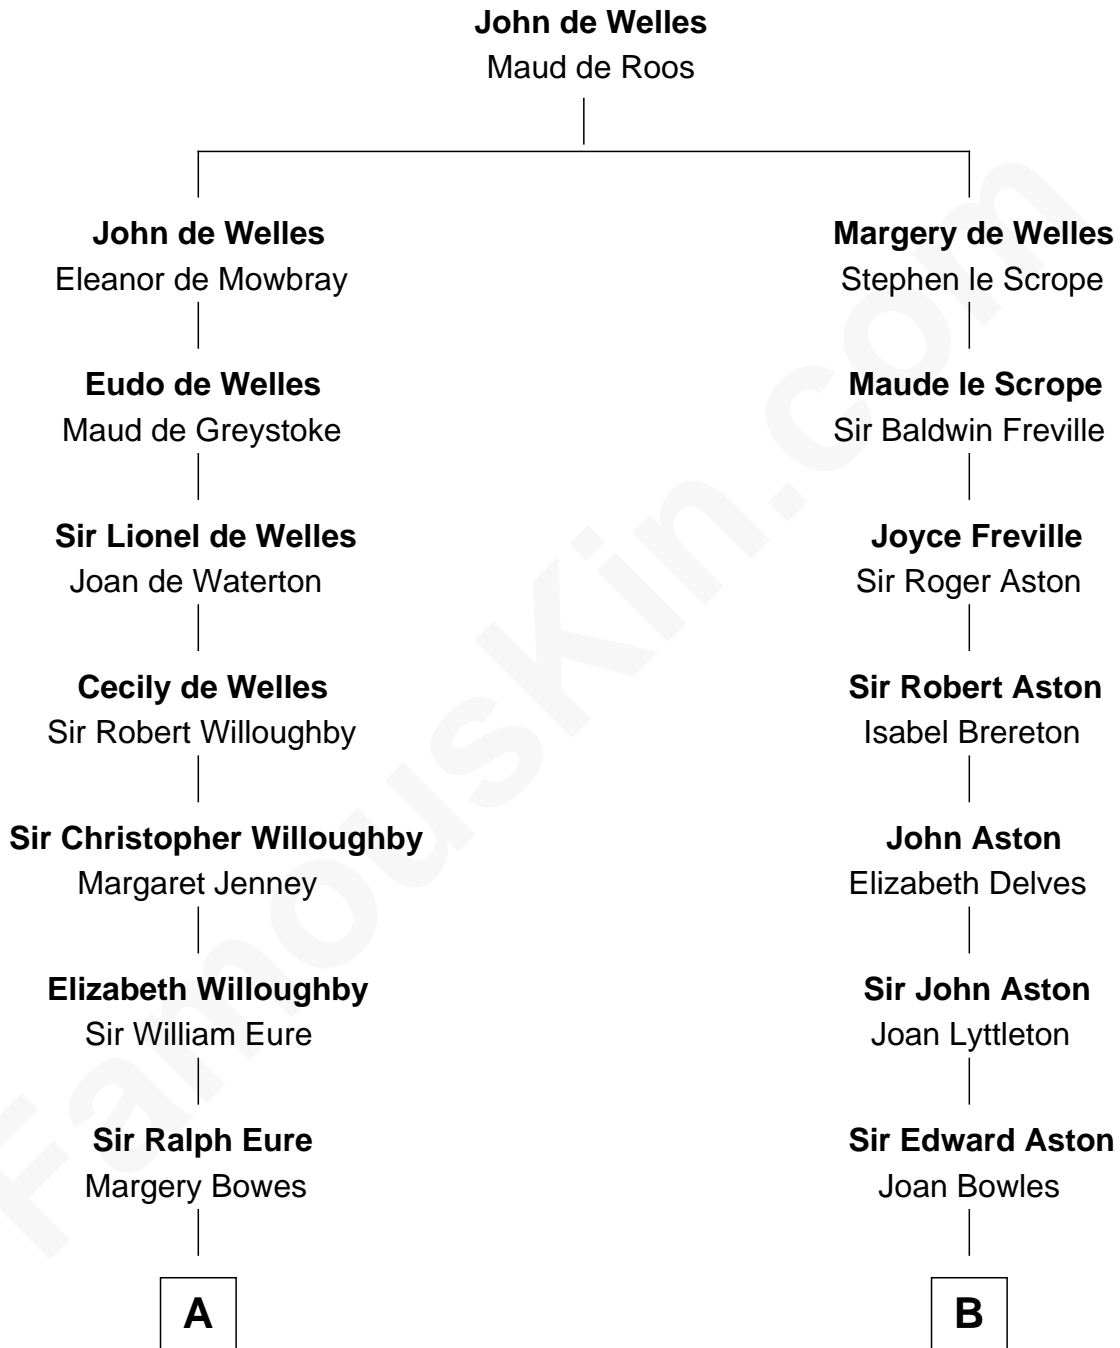 John de Welles
Maud de Roos
John de Welles
Eleanor de Mowbray
Eudo de Welles
Maud de Greystoke
Sir Lionel de Welles
Joan de Waterton
Cecily de Welles
Sir Robert Willoughby
Sir Christopher Willoughby
Margaret Jenney
Elizabeth Willoughby
Sir William Eure
Sir Ralph Eure
Margery Bowes
A
Margery de Welles
Stephen le Scrope
Maude le Scrope
Sir Baldwin Freville
Joyce Freville
Sir Roger Aston
Sir Robert Aston
Isabel Brereton
John Aston
Elizabeth Delves
Sir John Aston
Joan Lyttleton
Sir Edward Aston
Joan Bowles
B
FamousKin.com